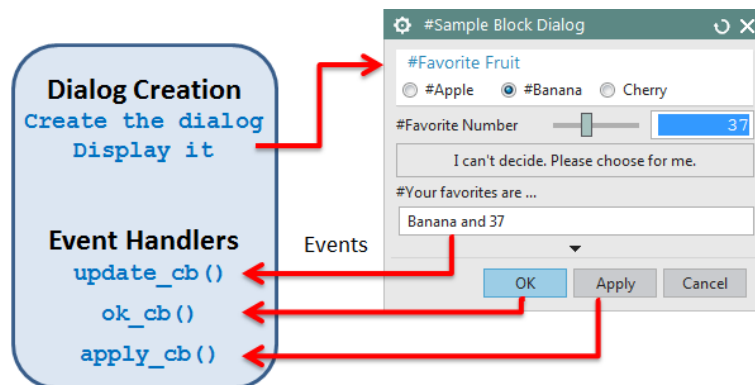 Dialog Creation
Create the dialog
Display it
Event Handlers
update_cb()
ok_cb()
apply_cb()
Events
#Sample Block Dialog
#Favorite Fruit
#Apple #Banana Cherry
#Favorite Number 37
I can't decide. Please choose for me.
#Your favorites are ...
Banana and 37
OK Apply Cancel